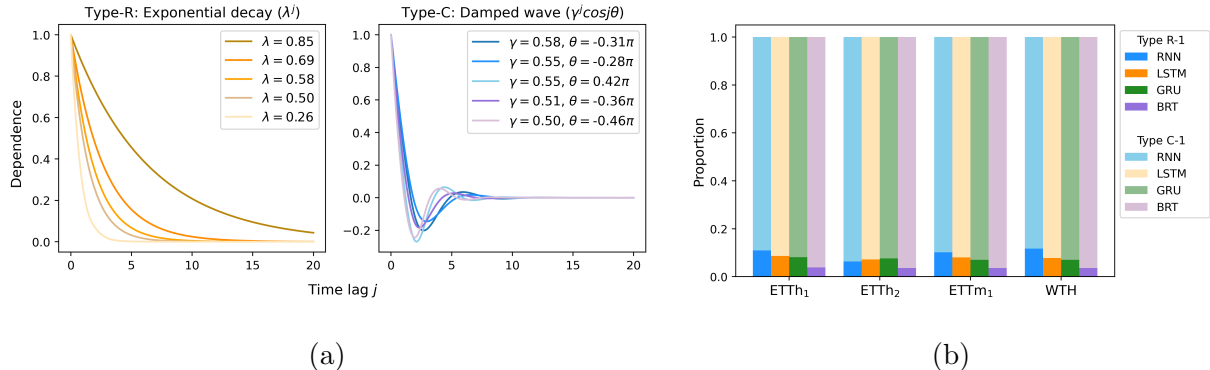 Type-R: Exponential decay (λ^j)
Dependence
1.0
0.8
0.6
0.4
0.2
0.0
λ = 0.85
λ = 0.69
λ = 0.58
λ = 0.50
λ = 0.26
0 5 10 15 20
Type-C: Damped wave (γ^j cosjθ)
1.0
0.8
0.6
0.4
0.2
0.0
−0.2
γ = 0.58, θ = -0.31π
γ = 0.55, θ = -0.28π
γ = 0.55, θ = 0.42π
γ = 0.51, θ = -0.36π
γ = 0.50, θ = -0.46π
0 5 10 15 20
Time lag j
(a)
Proportion
1.0
0.8
0.6
0.4
0.2
0.0
ETTh₁ ETTh₂ ETTm₁ WTH
Type R-1
RNN
LSTM
GRU
BRT
Type C-1
RNN
LSTM
GRU
BRT
(b)